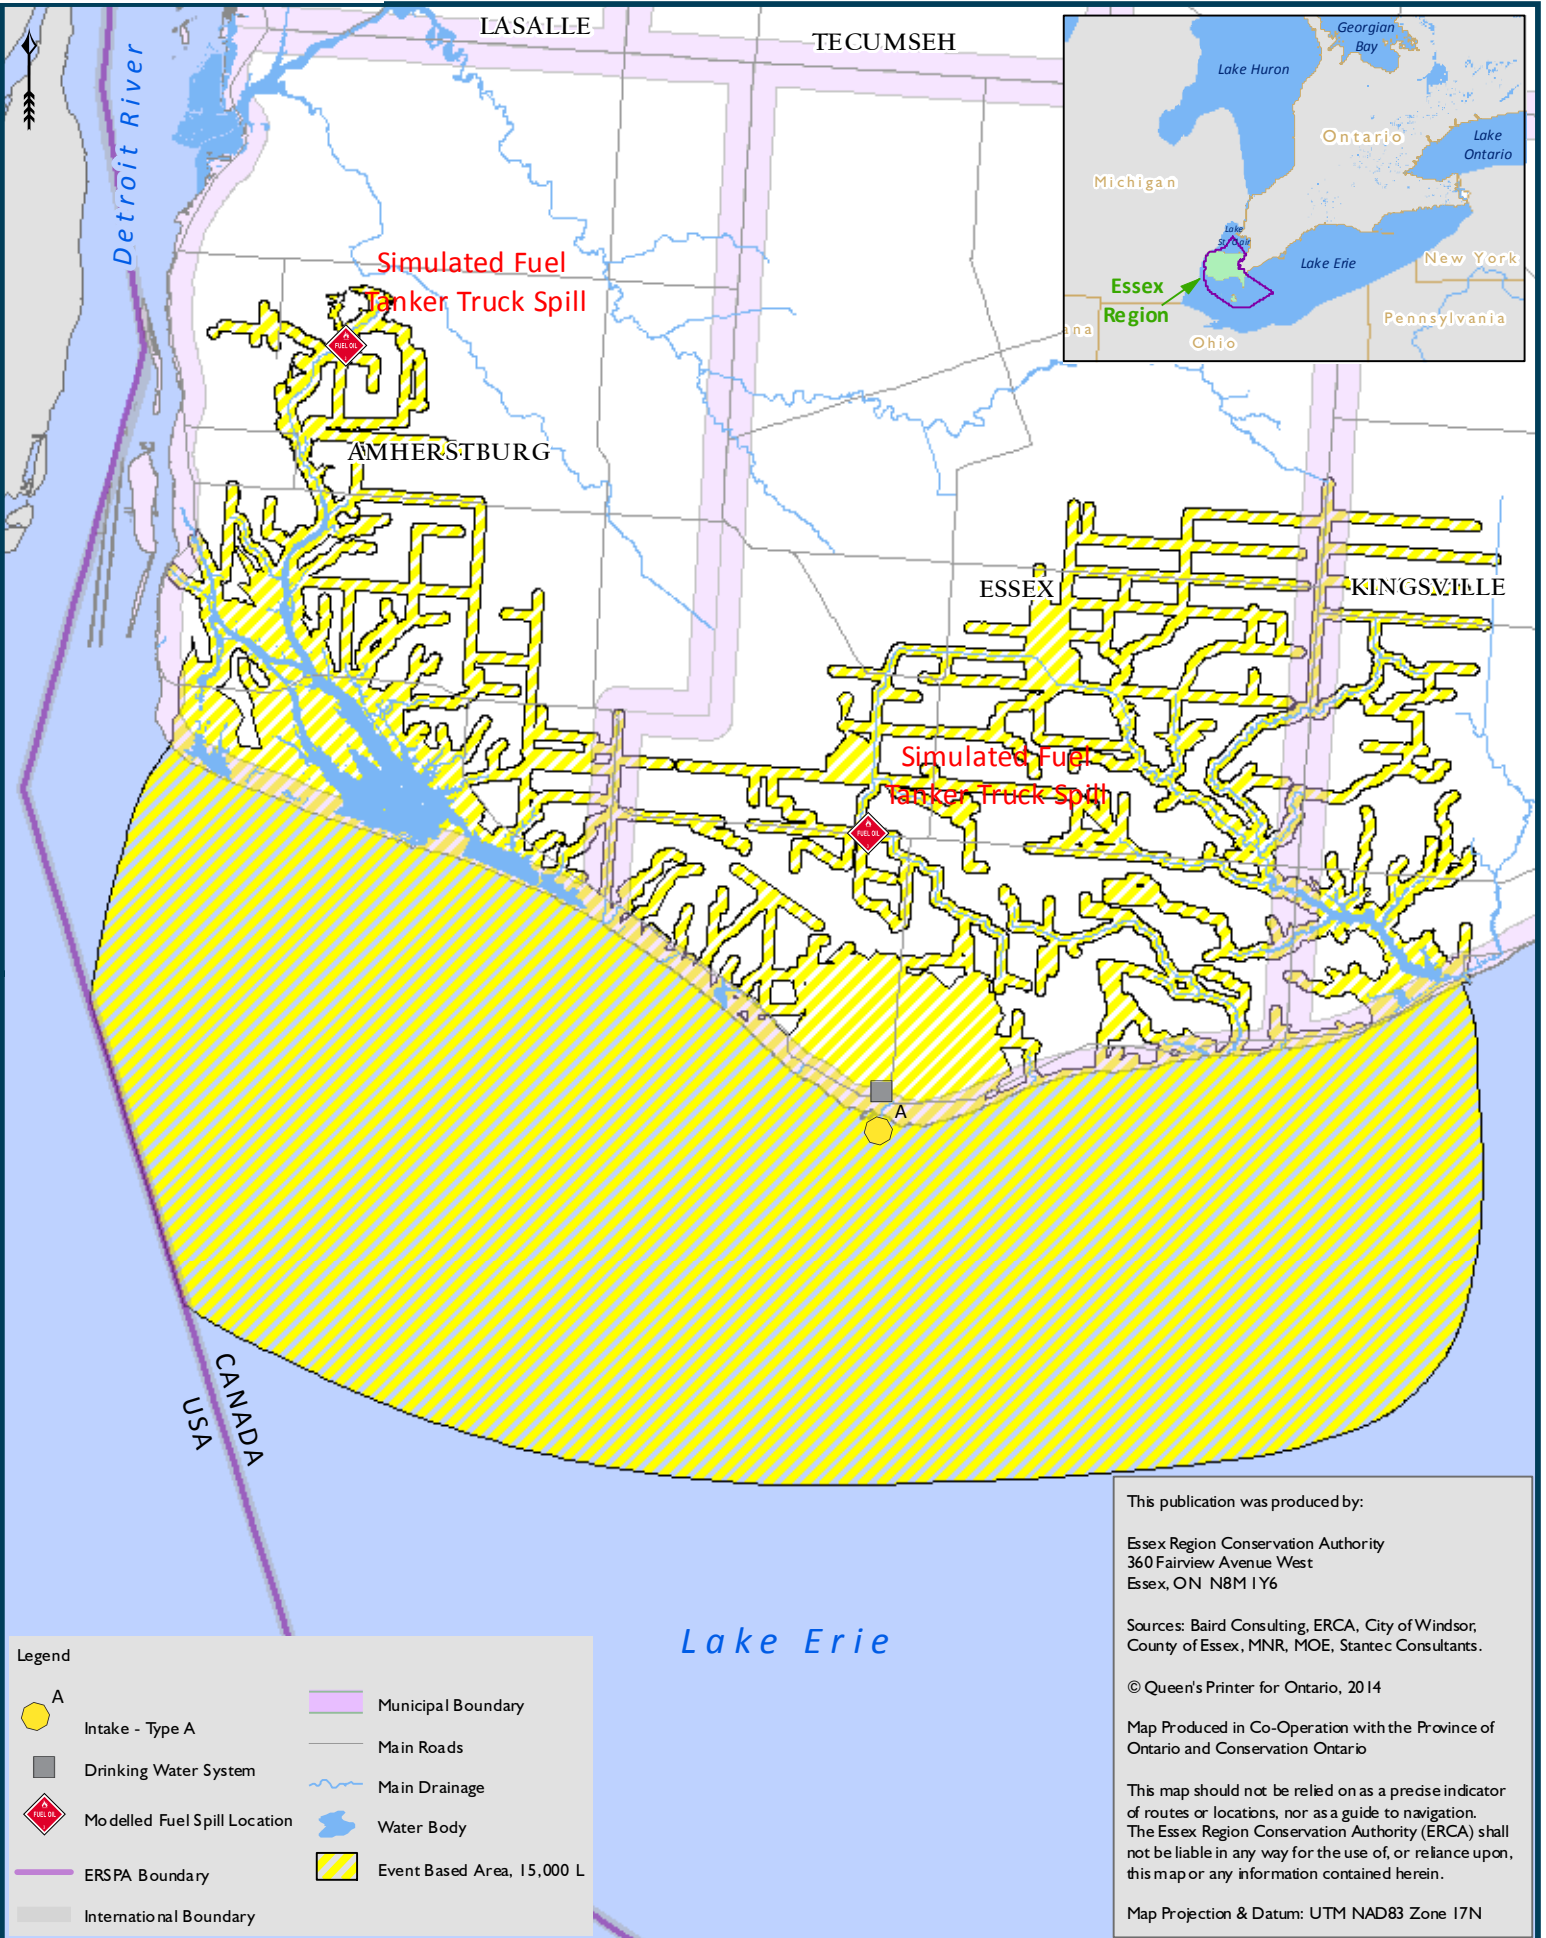 LASALLE
TECUMSEH
Detroit River
Georgian
Bay
Lake Huron
Lake
Ontario
Ontario
Michigan
Lake
Lake Erie
New York
Essex
Region
Pennsylvania
ana
Ohio
Simulated Fuel
Tanker Truck Spill
FUEL OIL
AMHERSTBURG
ESSEX
KINGSVILLE
Simulated Fuel
Tanker Truck Spill
FUEL OIL
A
CANADA
USA
Lake Erie
This publication was produced by:
Essex Region Conservation Authority
360 Fairview Avenue West
Essex, ON N8M 1Y6
Sources: Baird Consulting, ERCA, City of Windsor,
County of Essex, MNR, MOE, Stantec Consultants.
© Queen's Printer for Ontario, 2014
Map Produced in Co-Operation with the Province of
Ontario and Conservation Ontario
This map should not be relied on as a precise indicator
of routes or locations, nor as a guide to navigation.
The Essex Region Conservation Authority (ERCA) shall
not be liable in any way for the use of, or reliance upon,
this map or any information contained herein.
Map Projection & Datum: UTM NAD83 Zone 17N
Legend
A
Intake - Type A
Drinking Water System
FUEL OIL
Modelled Fuel Spill Location
ERSPA Boundary
International Boundary
Municipal Boundary
Main Roads
Main Drainage
Water Body
Event Based Area, 15,000 L